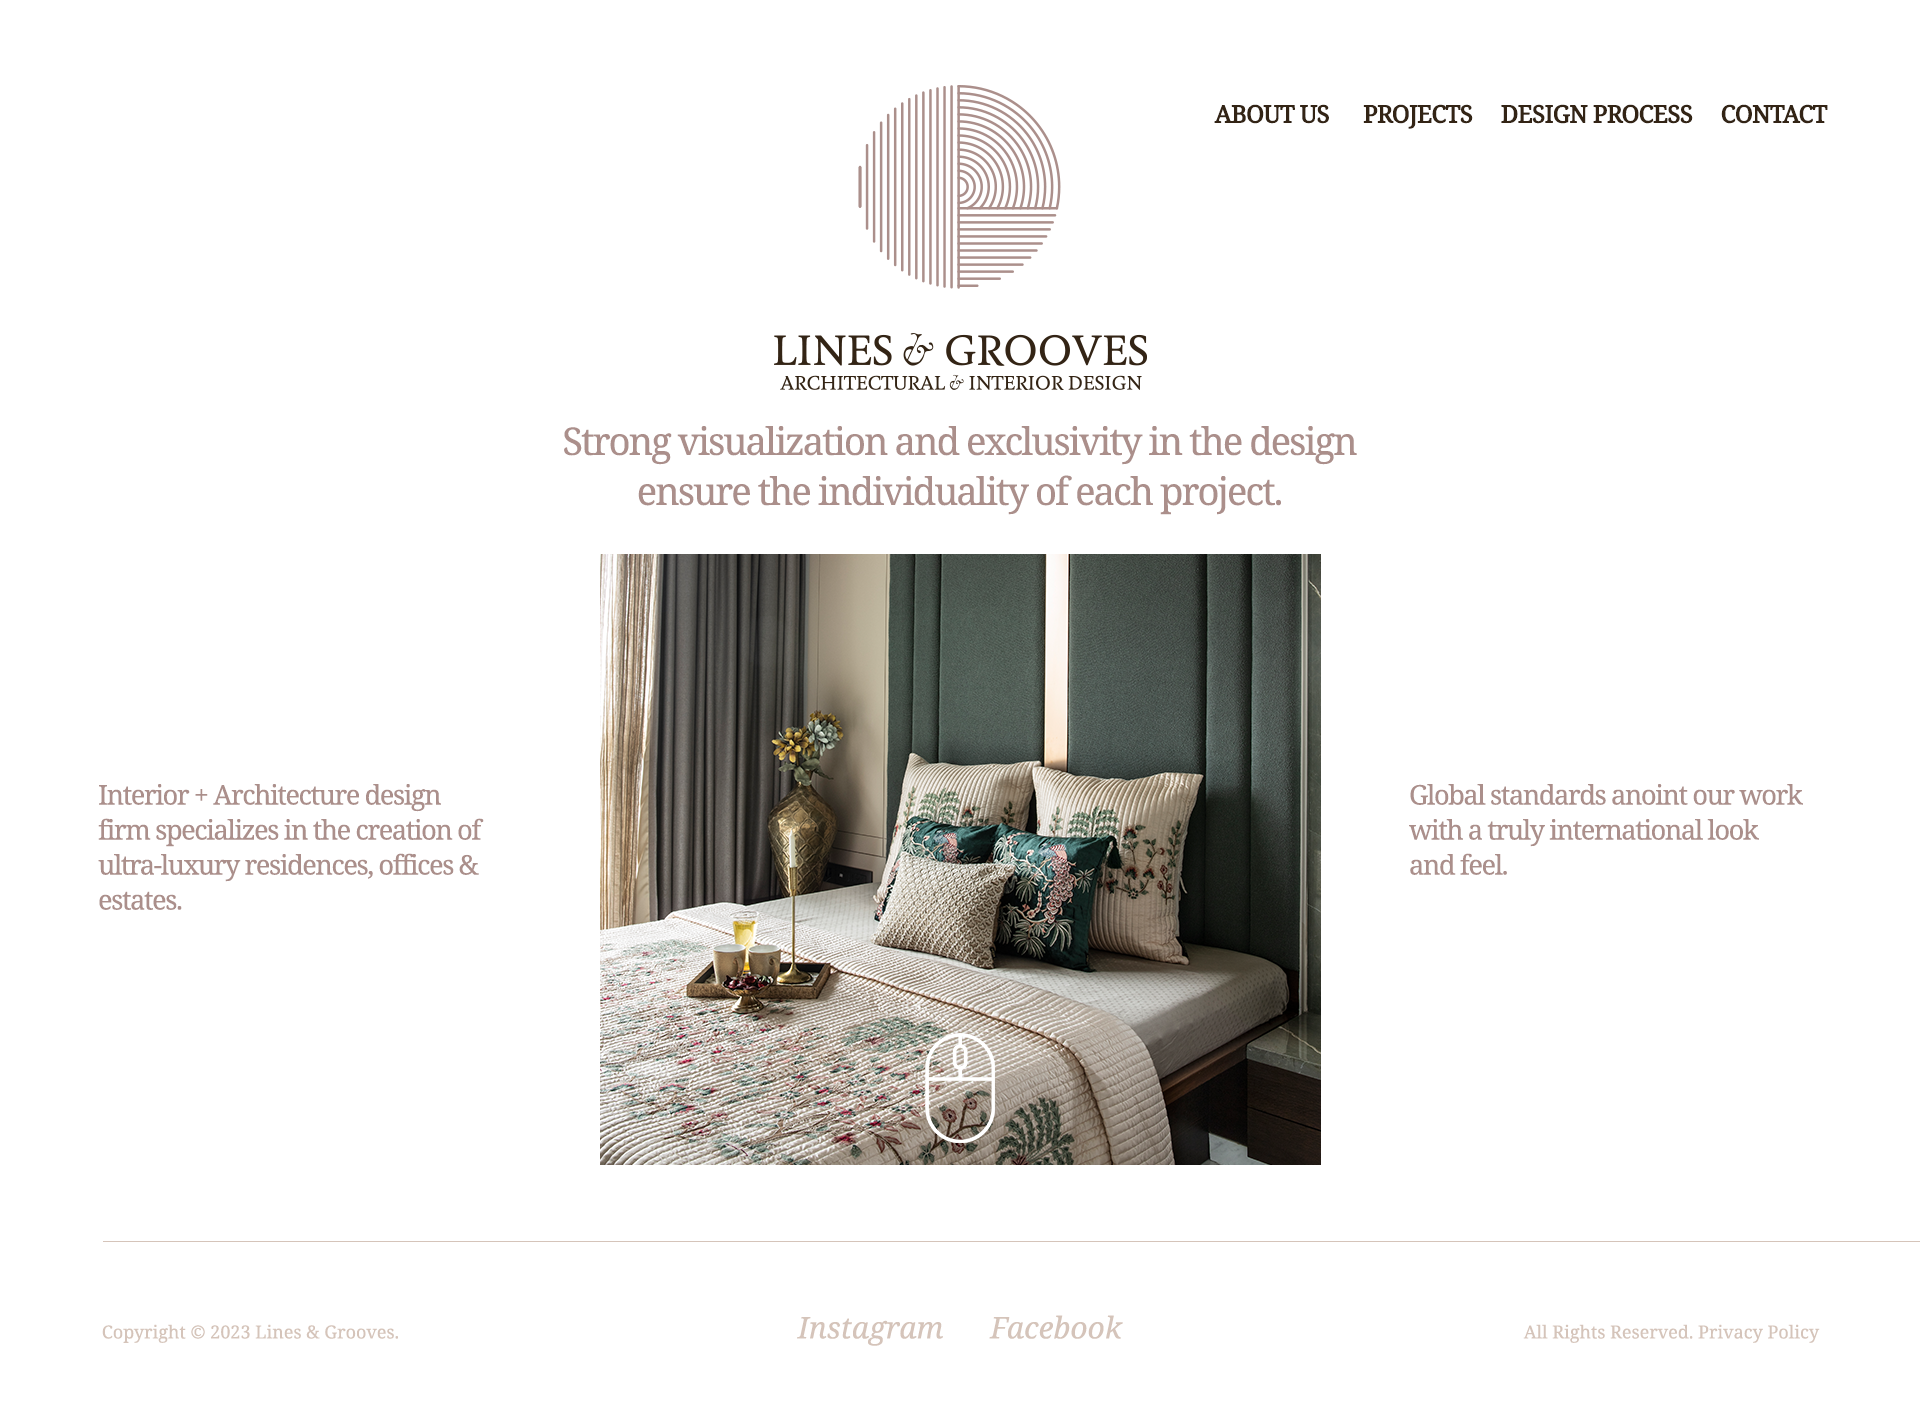 ABOUT US PROJECTS DESIGN PROCESS CONTACT
LINES & GROOVES
ARCHITECTURAL & INTERIOR DESIGN
Strong visualization and exclusivity in the design
ensure the individuality of each project.
Interior + Architecture design
firm specializes in the creation of
ultra-luxury residences, offices &
estates.
Global standards anoint our work
with a truly international look
and feel.
Copyright © 2023 Lines & Grooves.
Instagram Facebook
All Rights Reserved. Privacy Policy